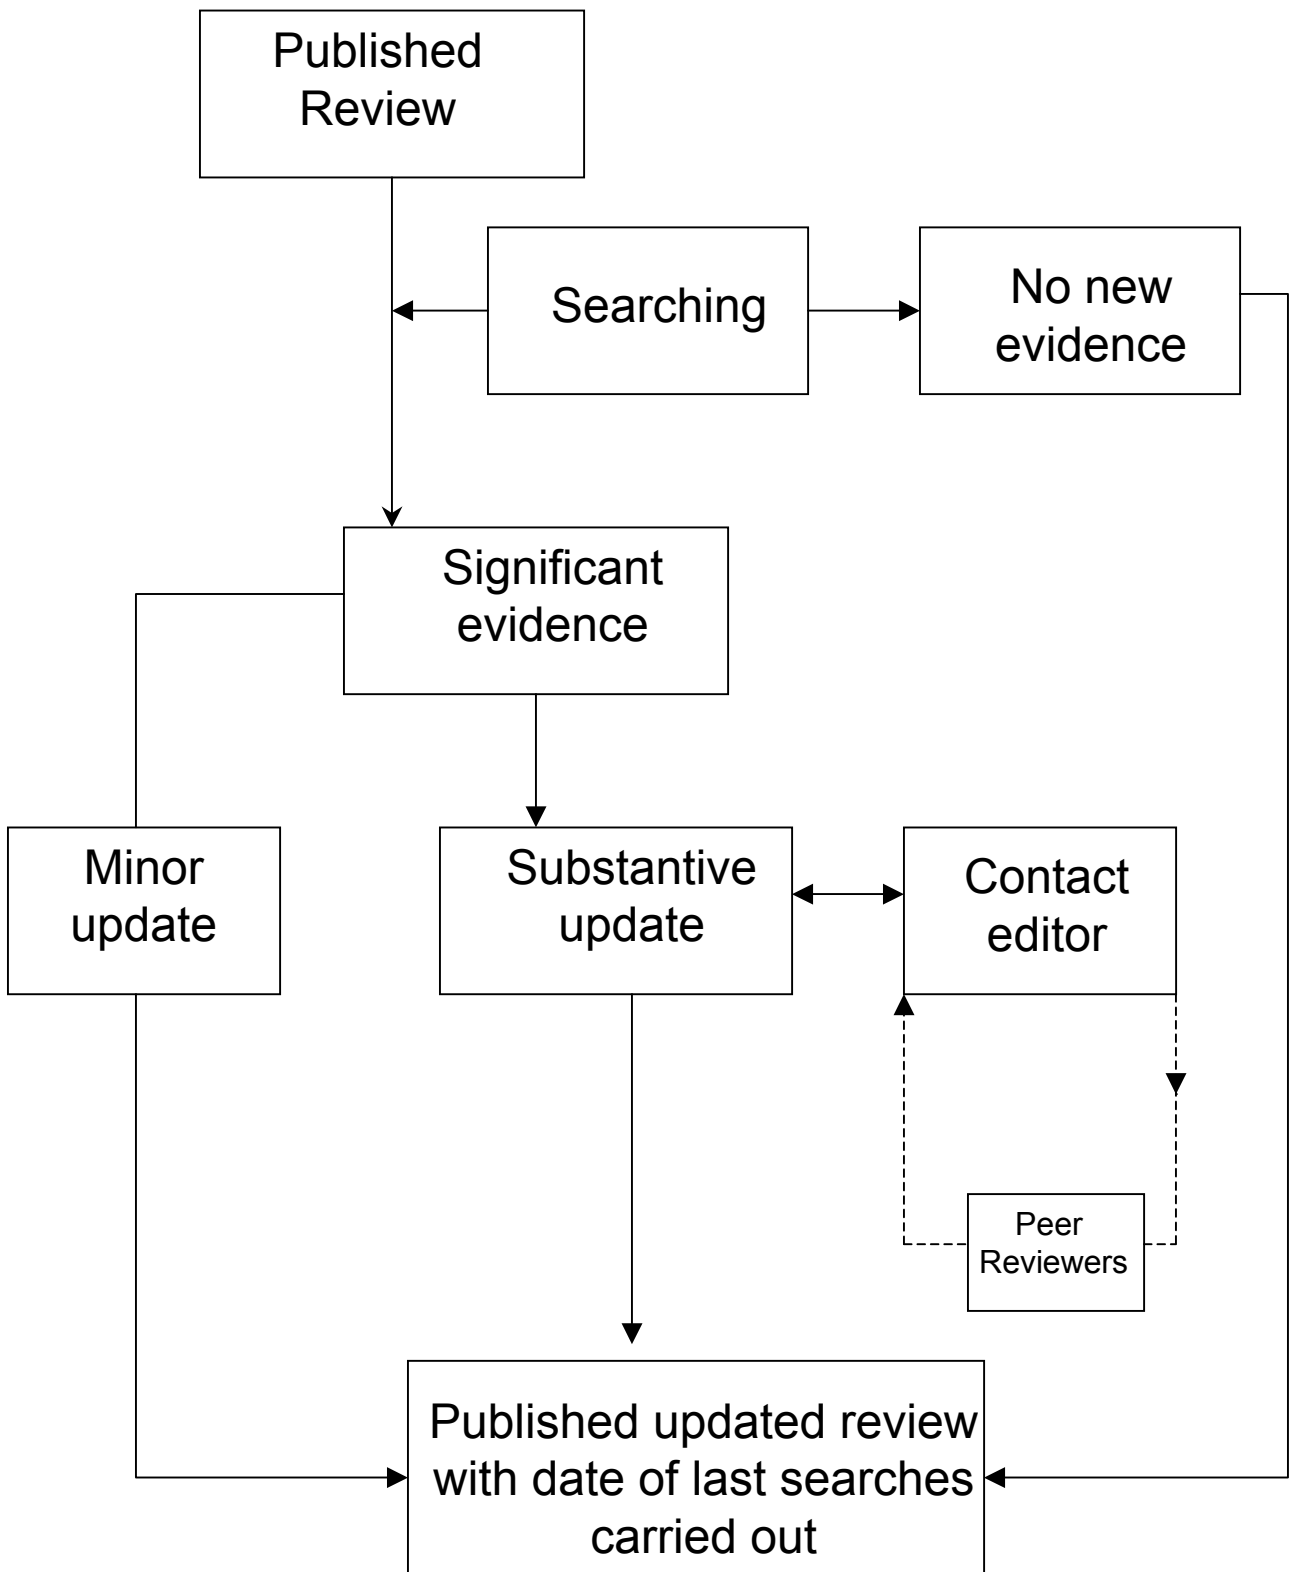 Published
Review
Searching
No new
evidence
Significant
evidence
Minor
update
Substantive
update
Contact
editor
Peer
Reviewers
Published updated review
with date of last searches
carried out